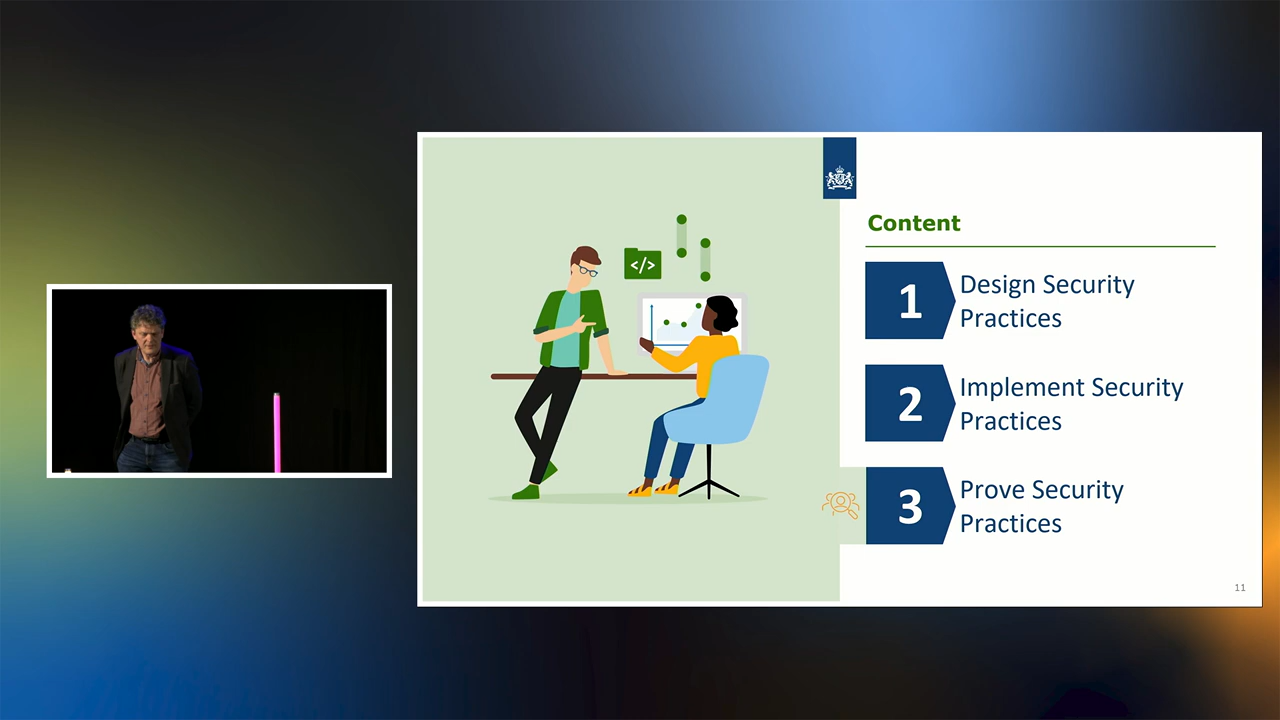 </>
Content
1
Design Security
Practices
2
Implement Security
Practices
3
Prove Security
Practices
11